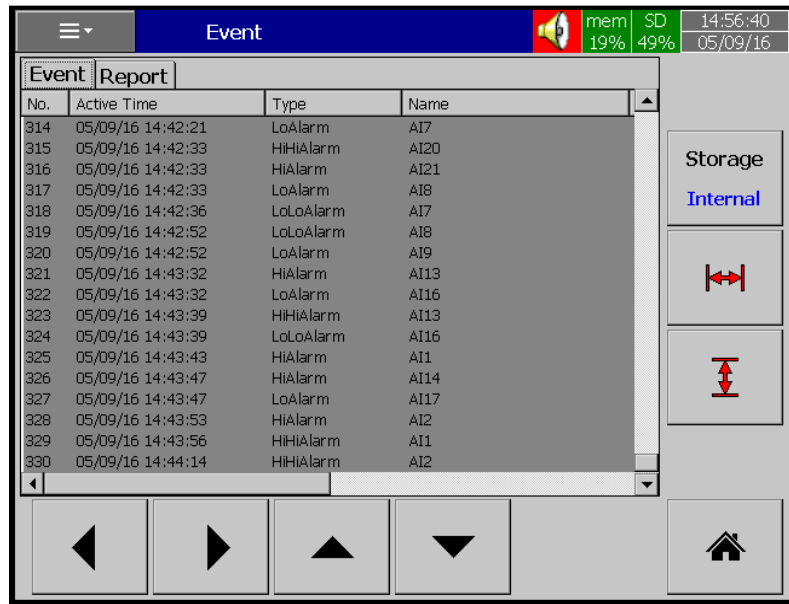 Event mem SD 14:56:40
19% 49% 05/09/16
Event Report
No. Active Time Type Name
314 05/09/16 14:42:21 LoAlarm AI7
315 05/09/16 14:42:33 HiHiAlarm AI20
316 05/09/16 14:42:33 HiAlarm AI21
317 05/09/16 14:42:33 LoAlarm AI8
318 05/09/16 14:42:36 LoLoAlarm AI7
319 05/09/16 14:42:52 LoLoAlarm AI8
320 05/09/16 14:42:52 LoAlarm AI9
321 05/09/16 14:43:32 HiAlarm AI13
322 05/09/16 14:43:32 LoAlarm AI16
323 05/09/16 14:43:39 HiHiAlarm AI13
324 05/09/16 14:43:39 LoLoAlarm AI16
325 05/09/16 14:43:43 HiAlarm AI1
326 05/09/16 14:43:47 HiAlarm AI14
327 05/09/16 14:43:47 LoAlarm AI17
328 05/09/16 14:43:53 HiAlarm AI2
329 05/09/16 14:43:56 HiHiAlarm AI1
330 05/09/16 14:44:14 HiHiAlarm AI2
Storage
Internal